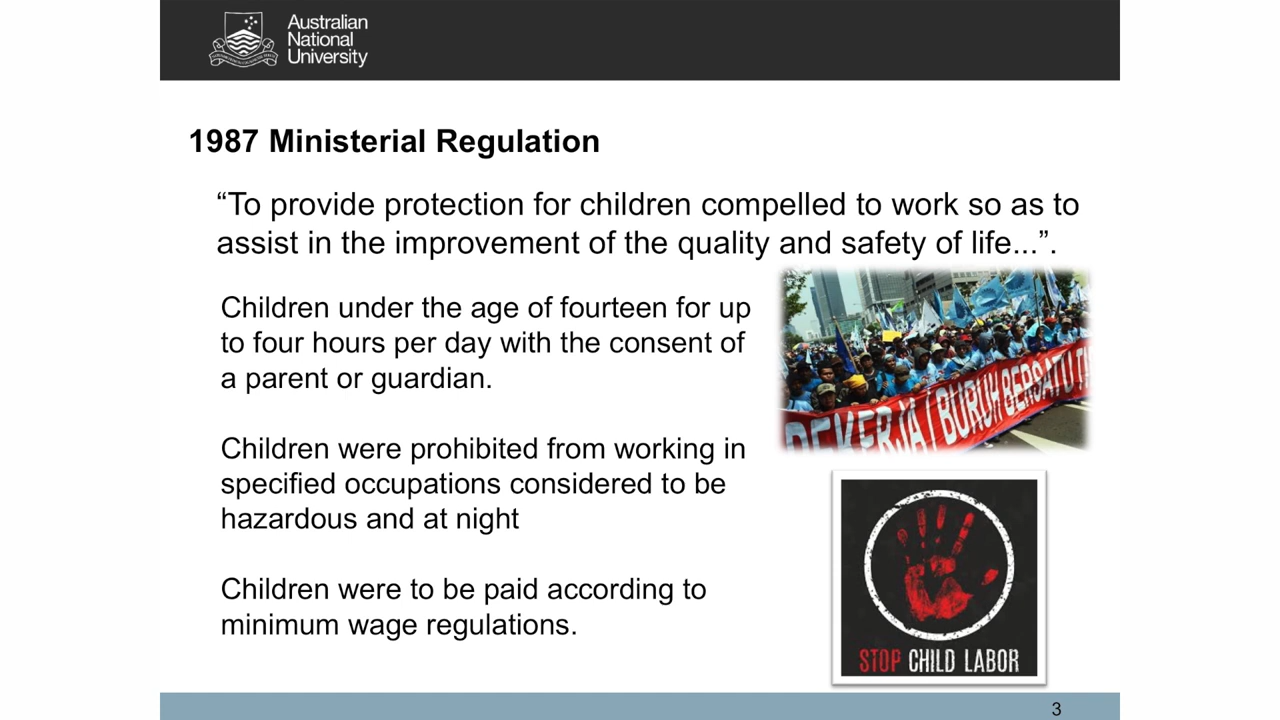 Australian
National
University
1987 Ministerial Regulation
“To provide protection for children compelled to work so as to
assist in the improvement of the quality and safety of life...”.
Children under the age of fourteen for up
to four hours per day with the consent of
a parent or guardian.
PEKERJA / BURUH BERSATU
Children were prohibited from working in
specified occupations considered to be
hazardous and at night
Children were to be paid according to
minimum wage regulations.
STOP CHILD LABOR
3